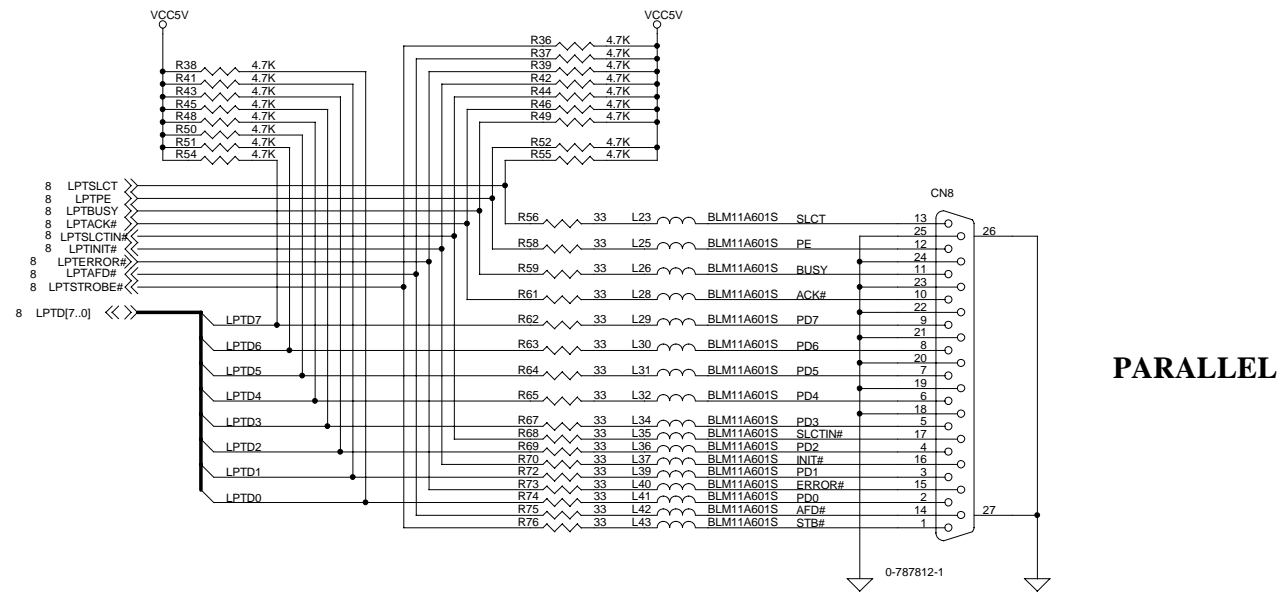 VCC5V VCC5V
R36 4.7K
R37 4.7K
R38 4.7K R39 4.7K
R41 4.7K R42 4.7K
R43 4.7K R44 4.7K
R45 4.7K R46 4.7K
R48 4.7K R49 4.7K
R50 4.7K
R51 4.7K R52 4.7K
R54 4.7K R55 4.7K
8 LPTSLCT
8 LPTPE
8 LPTBUSY
8 LPTACK#
8 LPTSLCTIN#
8 LPTINIT#
8 LPTERROR#
8 LPTAFD#
8 LPTSTROBE#
8 LPTD[7..0]
CN8
R56 33 L23 BLM11A601S SLCT 13
25 26
R58 33 L25 BLM11A601S PE 12
24
R59 33 L26 BLM11A601S BUSY 11
23
R61 33 L28 BLM11A601S ACK# 10
22
LPTD7 R62 33 L29 BLM11A601S PD7 9
21
LPTD6 R63 33 L30 BLM11A601S PD6 8
20
LPTD5 R64 33 L31 BLM11A601S PD5 7
19
LPTD4 R65 33 L32 BLM11A601S PD4 6
18
LPTD3 R67 33 L34 BLM11A601S PD3 5
R68 33 L35 BLM11A601S SLCTIN# 17
LPTD2 R69 33 L36 BLM11A601S PD2 4
R70 33 L37 BLM11A601S INIT# 16
LPTD1 R72 33 L39 BLM11A601S PD1 3
R73 33 L40 BLM11A601S ERROR# 15
LPTD0 R74 33 L41 BLM11A601S PD0 2
R75 33 L42 BLM11A601S AFD# 14 27
R76 33 L43 BLM11A601S STB# 1
0-787812-1
PARALLEL